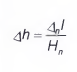 Δh = Δₙl / Hₙ